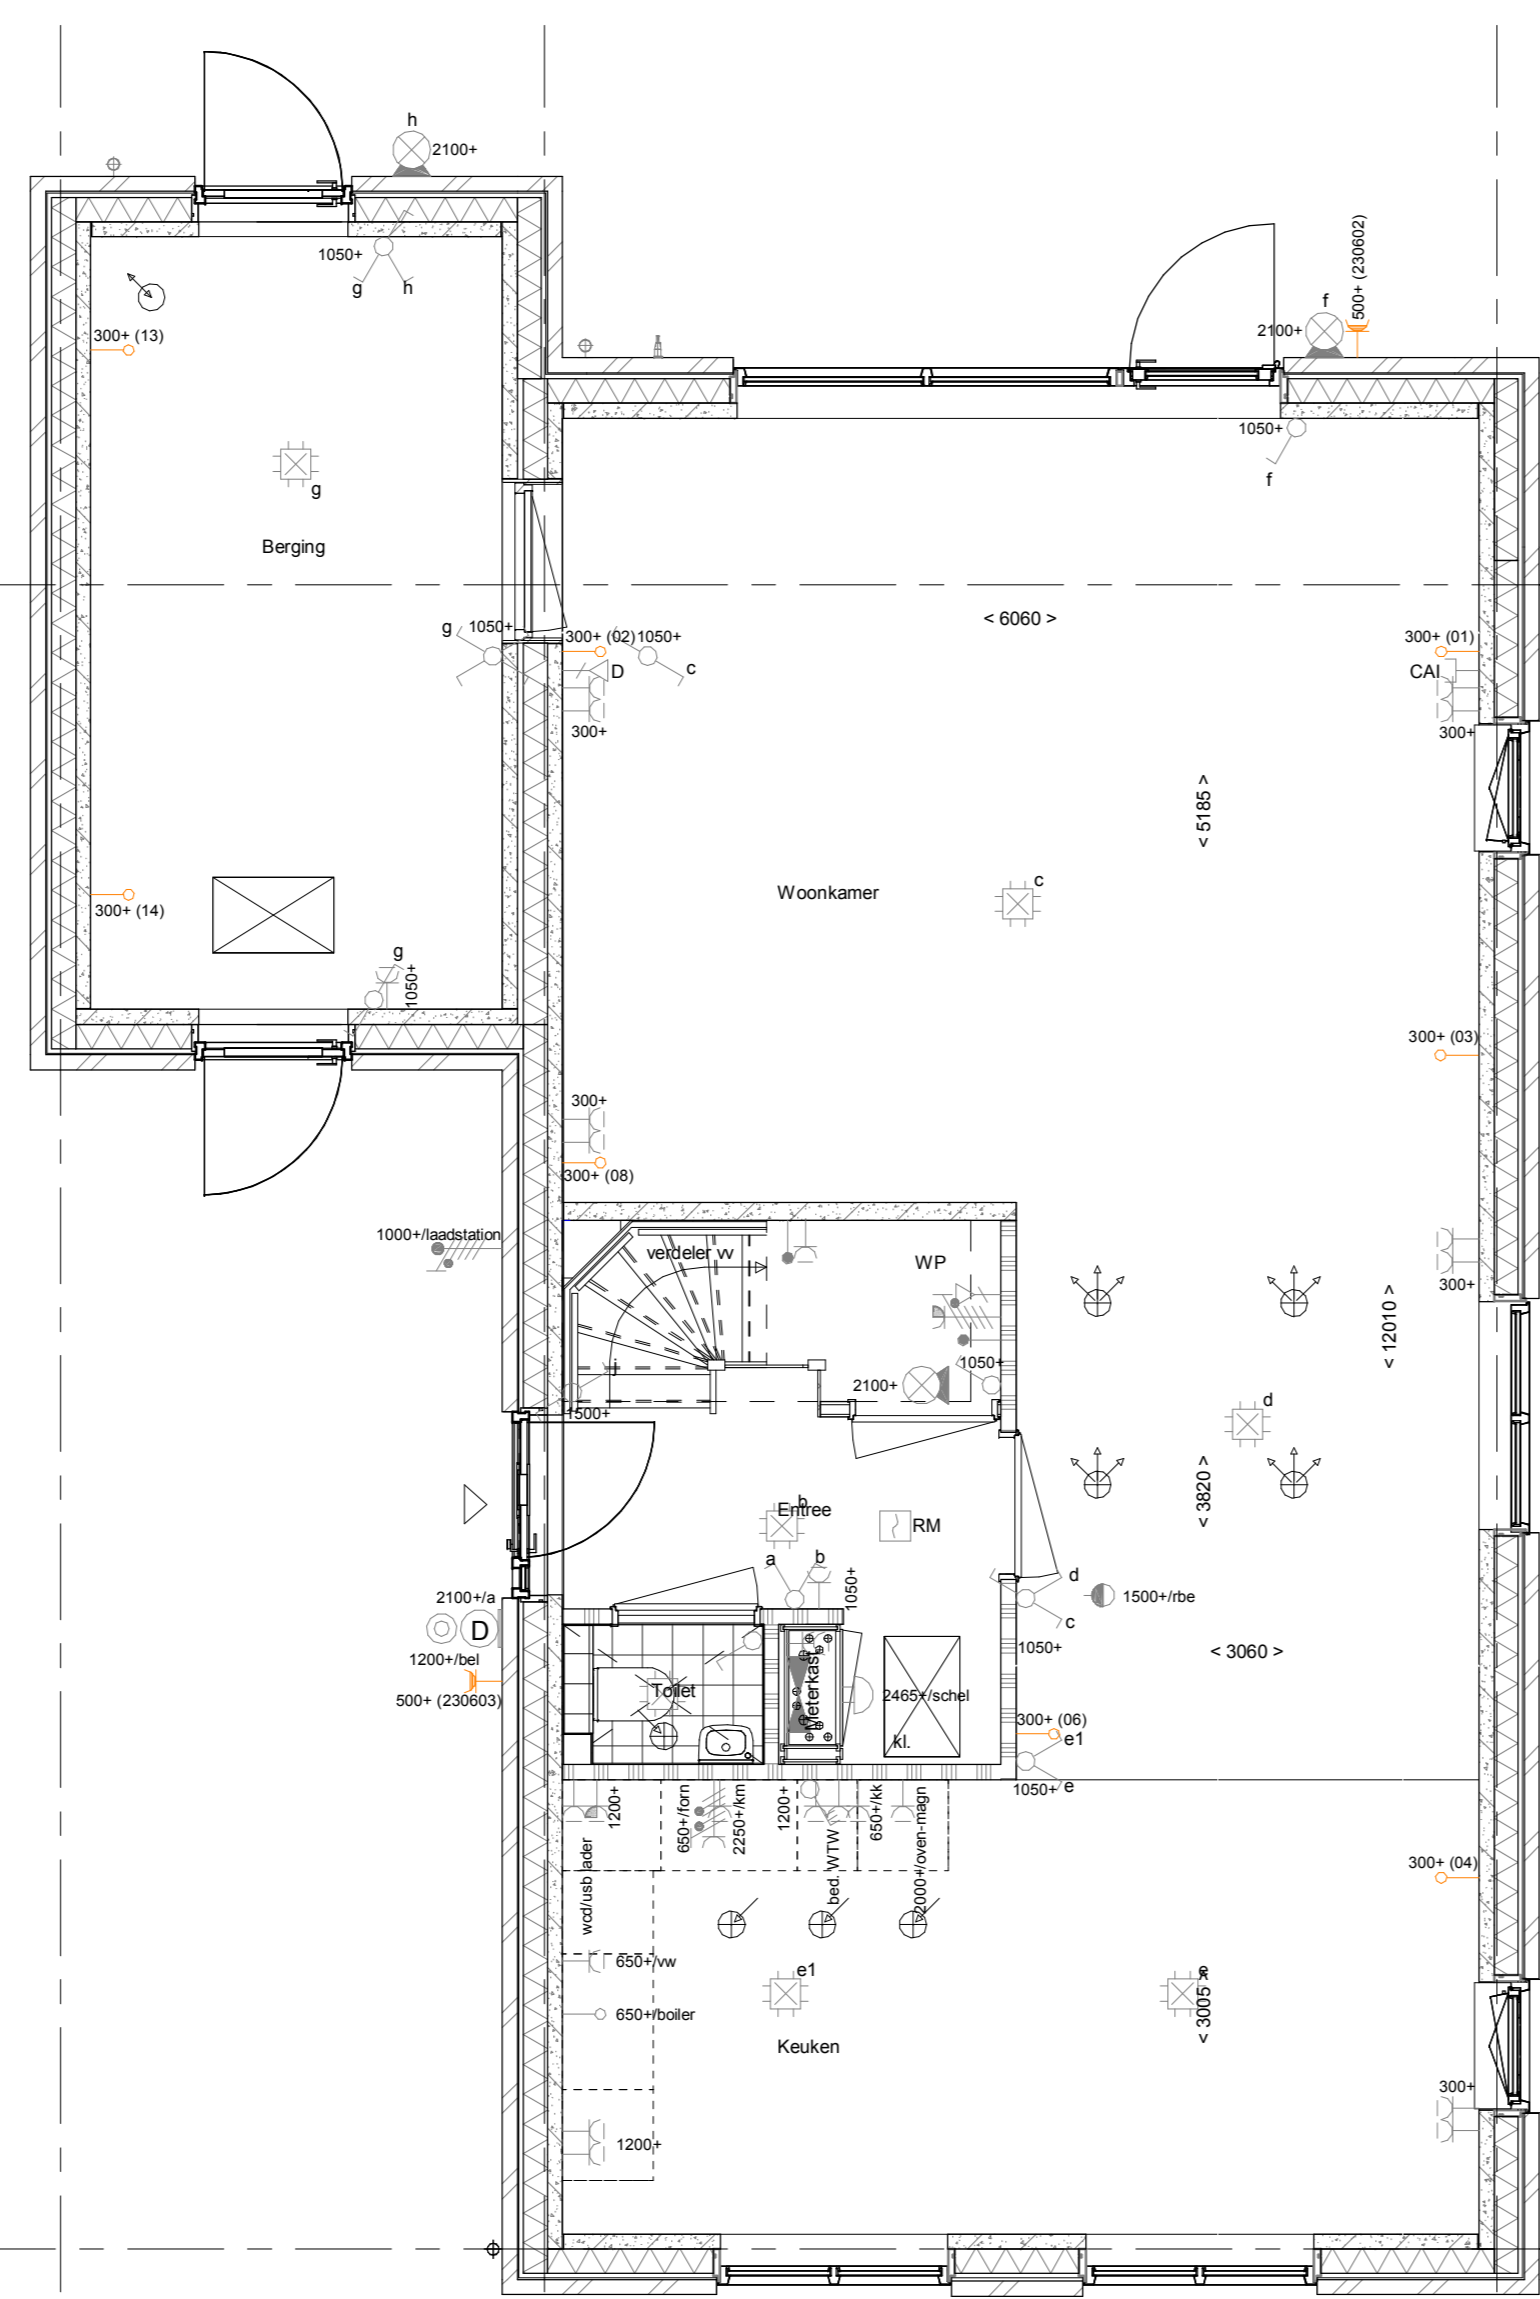 h
2100+
500+ (230602)
f
2100+
1050+
g
h
300+ (13)
1050+
f
g
Berging
< 6060 >
g
1050+
300+ (02)
1050+
D
c
300+
300+ (01)
CAI
300+
< 5185 >
Woonkamer
c
300+ (14)
g
1050+
300+ (03)
300+
300+ (08)
1000+/laadstation
verdeler vv
WP
300+
< 12010 >
j
1500+
2100+
1050+
d
< 3820 >
b
Entree
RM
a
b
1050+
d
c
1500+/rbe
1050+
2100+/a
D
1200+/bel
500+ (230603)
< 3060 >
Toilet
Meterkast
2465+/schel
kl.
300+ (06)
e1
1050+
e
1200+
650+/forn
2250+/km
1200+
650+/kk
wcd/usb lader
bed. WTW
2000+/oven-magn
300+ (04)
650+/vw
e1
e
650+/boiler
< 3005 >
Keuken
300+
1200+